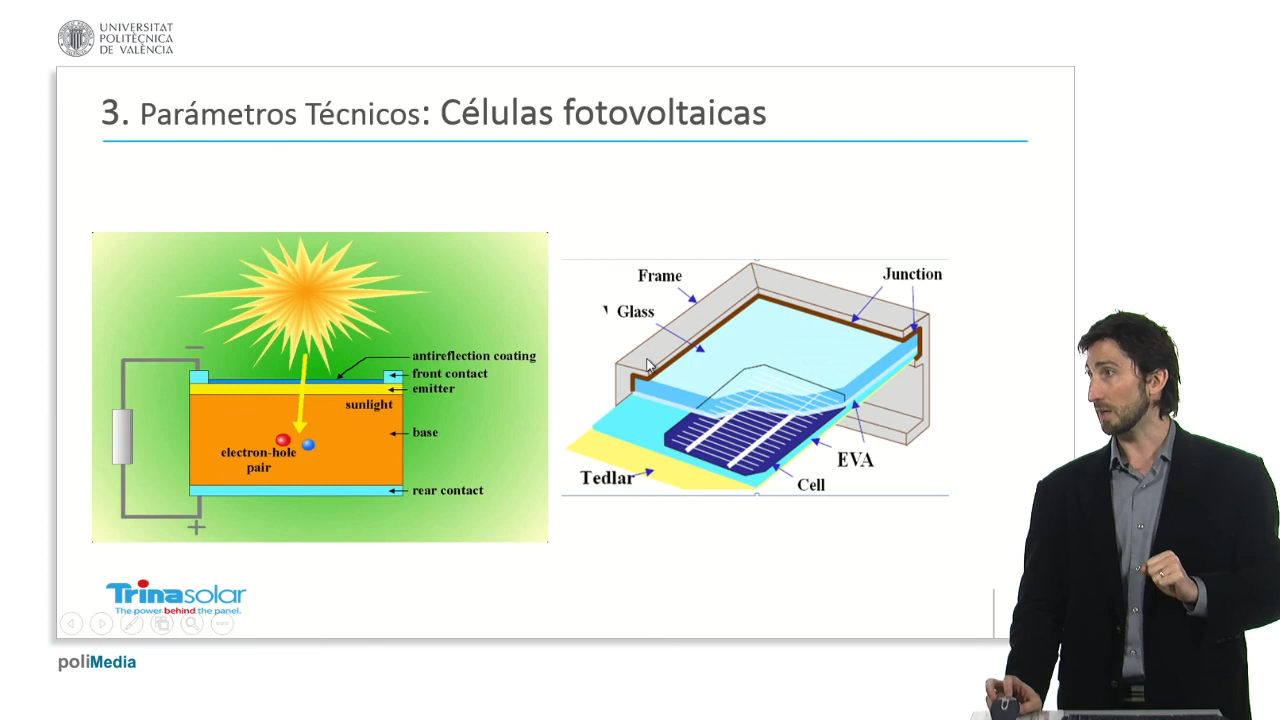 UNIVERSITAT
POLITÈCNICA
DE VALÈNCIA
3. Parámetros Técnicos: Células fotovoltaicas
antireflection coating
front contact
emitter
sunlight
base
electron-hole
pair
rear contact
Frame
Junction
Glass
EVA
Cell
Tedlar
Trinasolar
The power behind the panel.
poliMedia